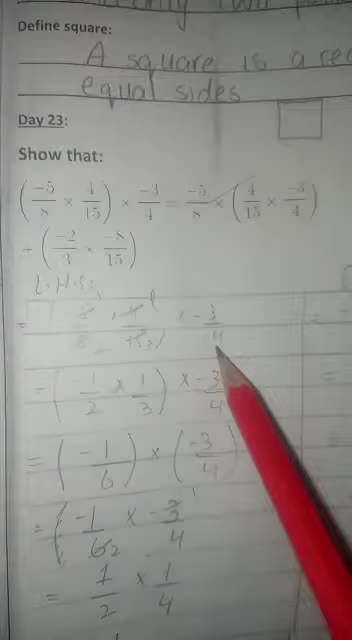 Define square:
A square is a rec
equal sides
Day 23:
Show that:
(-5/8 × 4/15) × -3/4 = -5/8 × (4/15 × -3/4)
÷ (-2/3 × -8/15)
L.H.S
× -3/4
= (-1/2 × 1/3) × -3/4
= (-1/6) × (-3/4)
= (-1/6 2 × -3/4 1
= 1/2 × 1/4